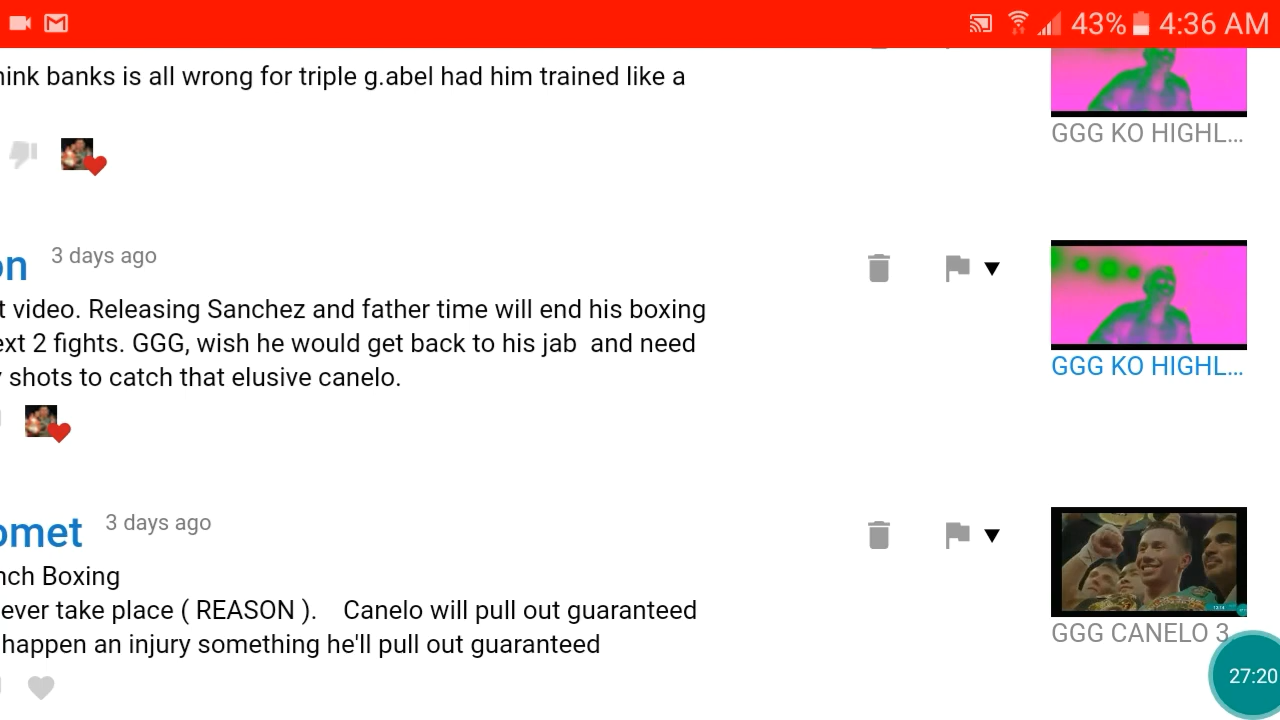 43% 4:36 AM
hink banks is all wrong for triple g.abel had him trained like a
GGG KO HIGHL...
on 3 days ago
t video. Releasing Sanchez and father time will end his boxing
ext 2 fights. GGG, wish he would get back to his jab and need
y shots to catch that elusive canelo.
GGG KO HIGHL...
omet 3 days ago
nch Boxing
ever take place ( REASON ). Canelo will pull out guaranteed
happen an injury something he'll pull out guaranteed
GGG CANELO 3
27:20